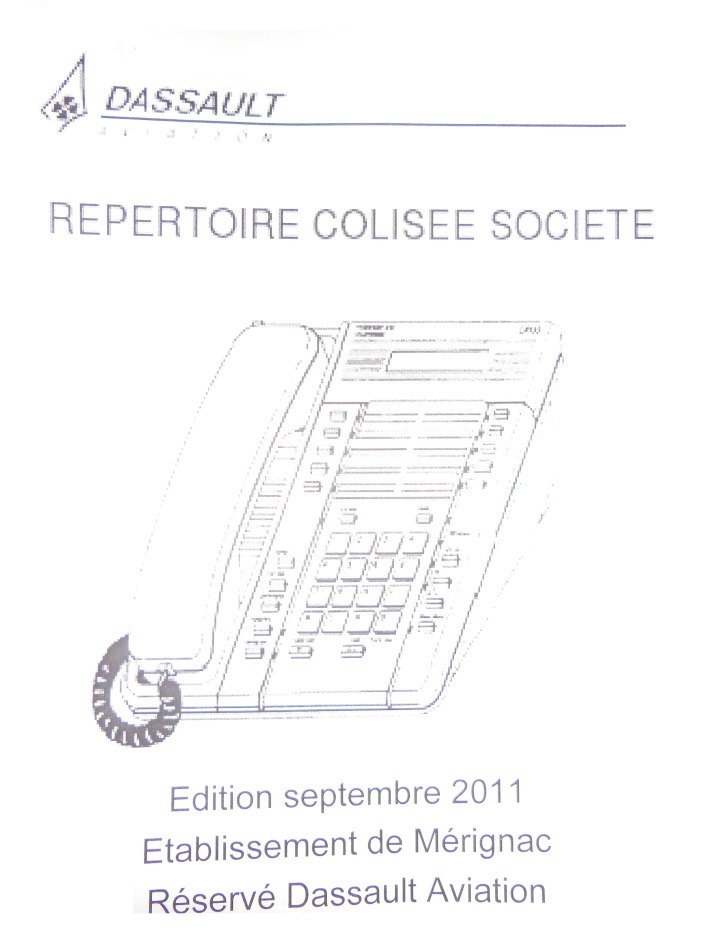 DASSAULT
AVIATION
REPERTOIRE COLISEE SOCIETE
Edition septembre 2011
Etablissement de Mérignac
Réservé Dassault Aviation